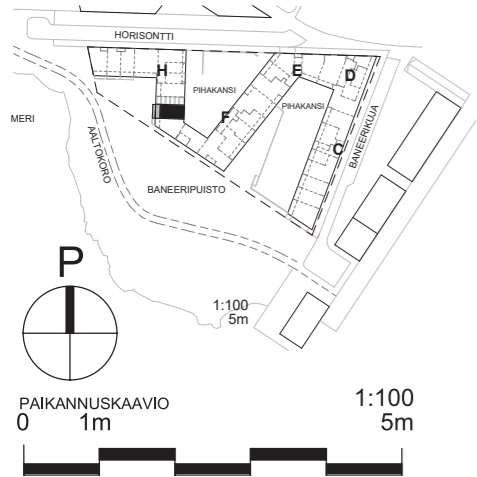 HORISONTTI
H
E
D
PIHAKANSI
PIHAKANSI
F
C
MERI
AALTOKORO
BANEERIPUISTO
BANEERIKUJA
P
1:100
5m
PAIKANNUSKAAVIO
1:100
0 1m 5m